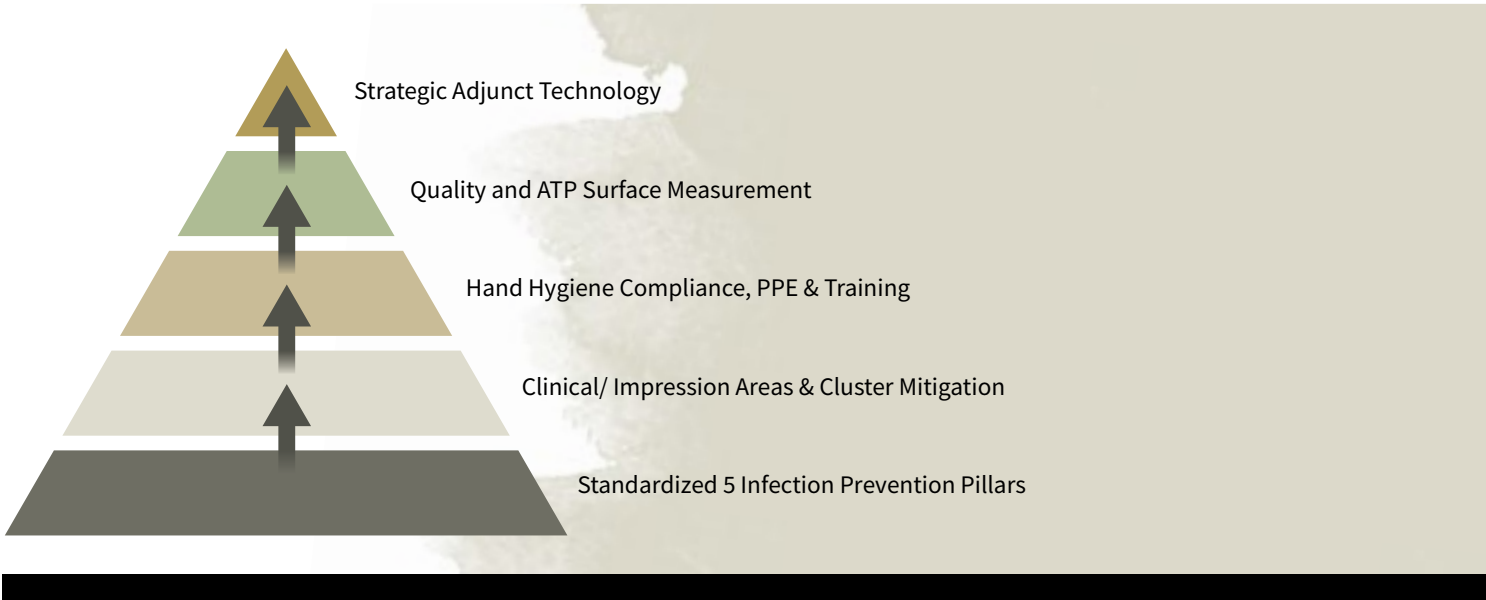 Strategic Adjunct Technology
Quality and ATP Surface Measurement
Hand Hygiene Compliance, PPE & Training
Clinical/ Impression Areas & Cluster Mitigation
Standardized 5 Infection Prevention Pillars